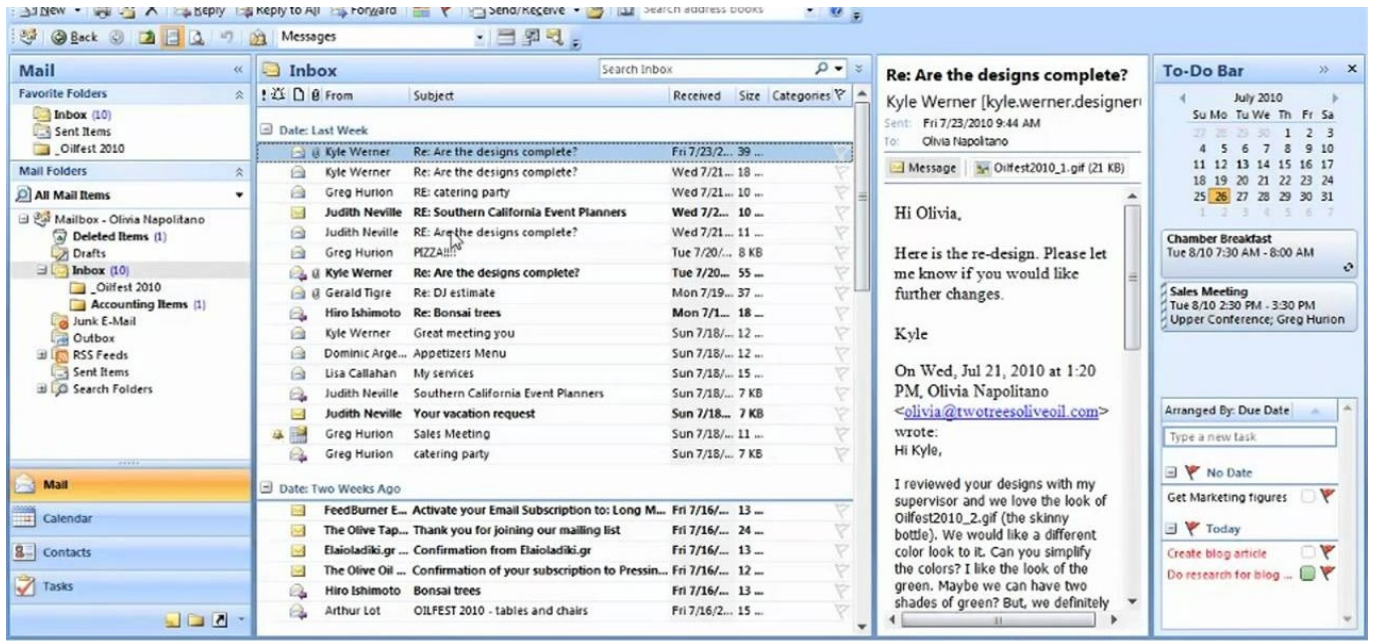 New
Reply Reply to All Forward Send/Receive Search address books
Back Messages
Mail
Favorite Folders
Inbox (10)
Sent Items
_Oilfest 2010
Mail Folders
All Mail Items
Mailbox - Olivia Napolitano
Deleted Items (1)
Drafts
Inbox (10)
_Oilfest 2010
Accounting Items (1)
Junk E-Mail
Outbox
RSS Feeds
Sent Items
Search Folders
Mail
Calendar
Contacts
Tasks
Inbox Search Inbox
From Subject Received Size Categories
Date: Last Week
Kyle Werner Re: Are the designs complete? Fri 7/23/2... 39 ...
Kyle Werner Re: Are the designs complete? Wed 7/21... 18 ...
Greg Hurion RE: catering party Wed 7/21... 10 ...
Judith Neville RE: Southern California Event Planners Wed 7/2... 10 ...
Judith Neville RE: Are the designs complete? Wed 7/21... 11 ...
Greg Hurion PIZZA!!!! Tue 7/20/... 8 KB
Kyle Werner Re: Are the designs complete? Tue 7/20... 55 ...
Gerald Tigre Re: DJ estimate Mon 7/19... 37 ...
Hiro Ishimoto Re: Bonsai trees Mon 7/1... 18 ...
Kyle Werner Great meeting you Sun 7/18/... 12 ...
Dominic Arge... Appetizers Menu Sun 7/18/... 12 ...
Lisa Callahan My services Sun 7/18/... 15 ...
Judith Neville Southern California Event Planners Sun 7/18/... 7 KB
Judith Neville Your vacation request Sun 7/18... 7 KB
Greg Hurion Sales Meeting Sun 7/18/... 11 ...
Greg Hurion catering party Sun 7/18/... 7 KB
Date: Two Weeks Ago
FeedBurner E... Activate your Email Subscription to: Long M... Fri 7/16/... 13 ...
The Olive Tap... Thank you for joining our mailing list Fri 7/16/... 24 ...
Elaioladiki.gr ... Confirmation from Elaioladiki.gr Fri 7/16/... 13 ...
The Olive Oil ... Confirmation of your subscription to Pressin... Fri 7/16/... 12 ...
Hiro Ishimoto Bonsai trees Fri 7/16/... 13 ...
Arthur Lot OILFEST 2010 - tables and chairs Fri 7/16/2... 15 ...
Re: Are the designs complete?
Kyle Werner [kyle.werner.designer
Sent: Fri 7/23/2010 9:44 AM
To: Olivia Napolitano
Message Oilfest2010_1.gif (21 KB)
Hi Olivia,
Here is the re-design. Please let
me know if you would like
further changes.
Kyle
On Wed, Jul 21, 2010 at 1:20
PM, Olivia Napolitano
<olivia@twotreesoliveoil.com>
wrote:
Hi Kyle,
I reviewed your designs with my
supervisor and we love the look of
Oilfest2010_2.gif (the skinny
bottle). We would like a different
color look to it. Can you simplify
the colors? I like the look of the
green. Maybe we can have two
shades of green? But, we definitely
To-Do Bar
July 2010
Su Mo Tu We Th Fr Sa
27 28 29 30 1 2 3
4 5 6 7 8 9 10
11 12 13 14 15 16 17
18 19 20 21 22 23 24
25 26 27 28 29 30 31
1 2 3 4 5 6 7
Chamber Breakfast
Tue 8/10 7:30 AM - 8:00 AM
Sales Meeting
Tue 8/10 2:30 PM - 3:30 PM
Upper Conference; Greg Hurion
Arranged By: Due Date
Type a new task
No Date
Get Marketing figures
Today
Create blog article
Do research for blog ...